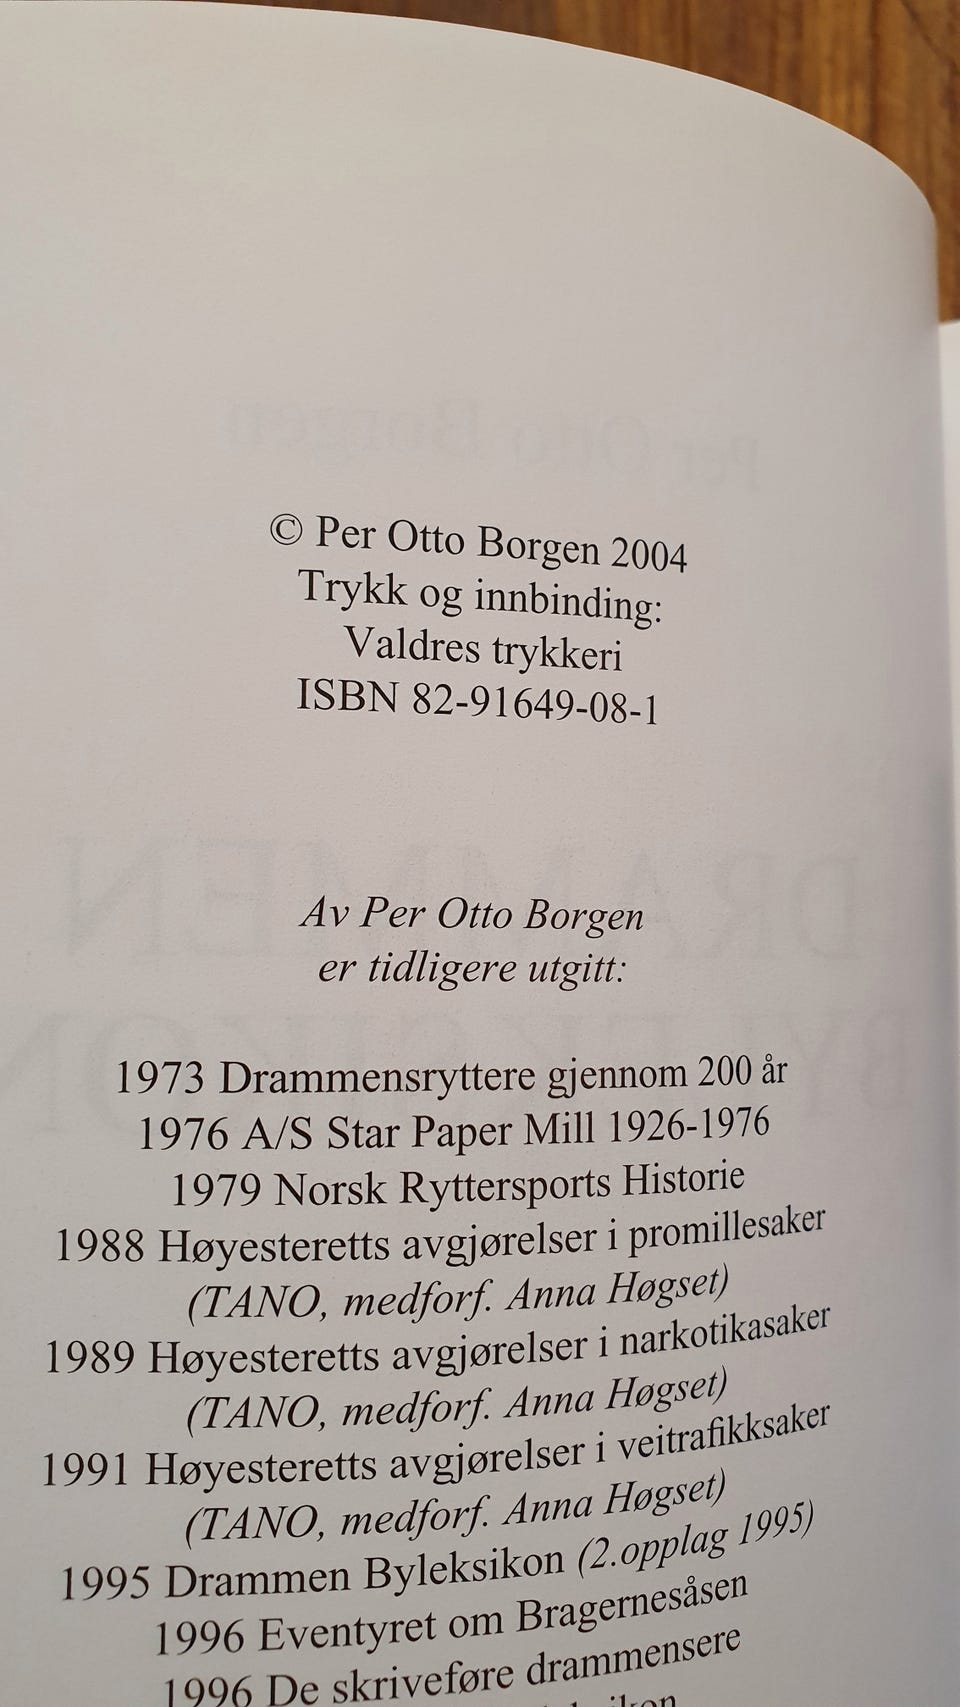 © Per Otto Borgen 2004
Trykk og innbinding:
Valdres trykkeri
ISBN 82-91649-08-1
Av Per Otto Borgen
er tidligere utgitt:
1973 Drammensryttere gjennom 200 år
1976 A/S Star Paper Mill 1926-1976
1979 Norsk Ryttersports Historie
1988 Høyesteretts avgjørelser i promillesaker
(TANO, medforf. Anna Høgset)
1989 Høyesteretts avgjørelser i narkotikasaker
(TANO, medforf. Anna Høgset)
1991 Høyesteretts avgjørelser i veitrafikksaker
(TANO, medforf. Anna Høgset)
1995 Drammen Byleksikon (2.opplag 1995)
1996 Eventyret om Bragernesåsen
1996 De skriveføre drammensere